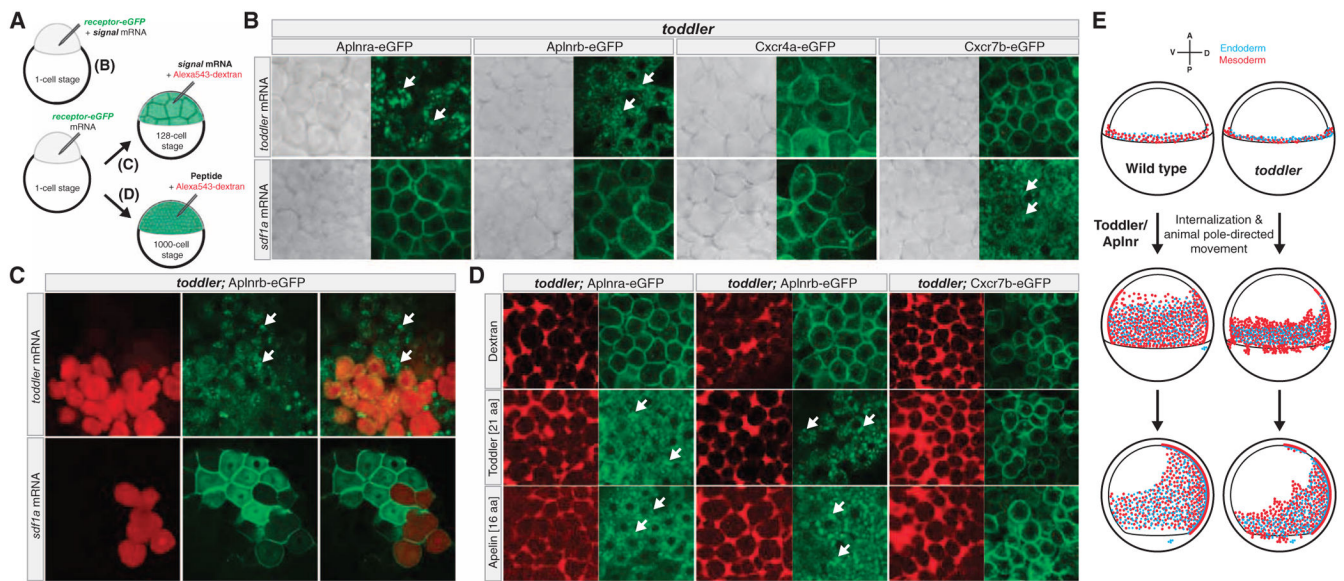 A
receptor-eGFP
+ signal mRNA
1-cell stage
(B)
receptor-eGFP
mRNA
1-cell stage
(C)
(D)
signal mRNA
+ Alexa543-dextran
128-cell
stage
Peptide
+ Alexa543-dextran
1000-cell
stage
B
toddler
Aplnra-eGFP
Aplnrb-eGFP
Cxcr4a-eGFP
Cxcr7b-eGFP
toddler mRNA
sdf1a mRNA
C
toddler; Aplnrb-eGFP
toddler mRNA
sdf1a mRNA
D
toddler; Aplnra-eGFP
toddler; Aplnrb-eGFP
toddler; Cxcr7b-eGFP
Dextran
Toddler [21 aa]
Apelin [16 aa]
E
A
V
D
P
Endoderm
Mesoderm
Wild type
toddler
Toddler/
Aplnr
Internalization &
animal pole-directed
movement